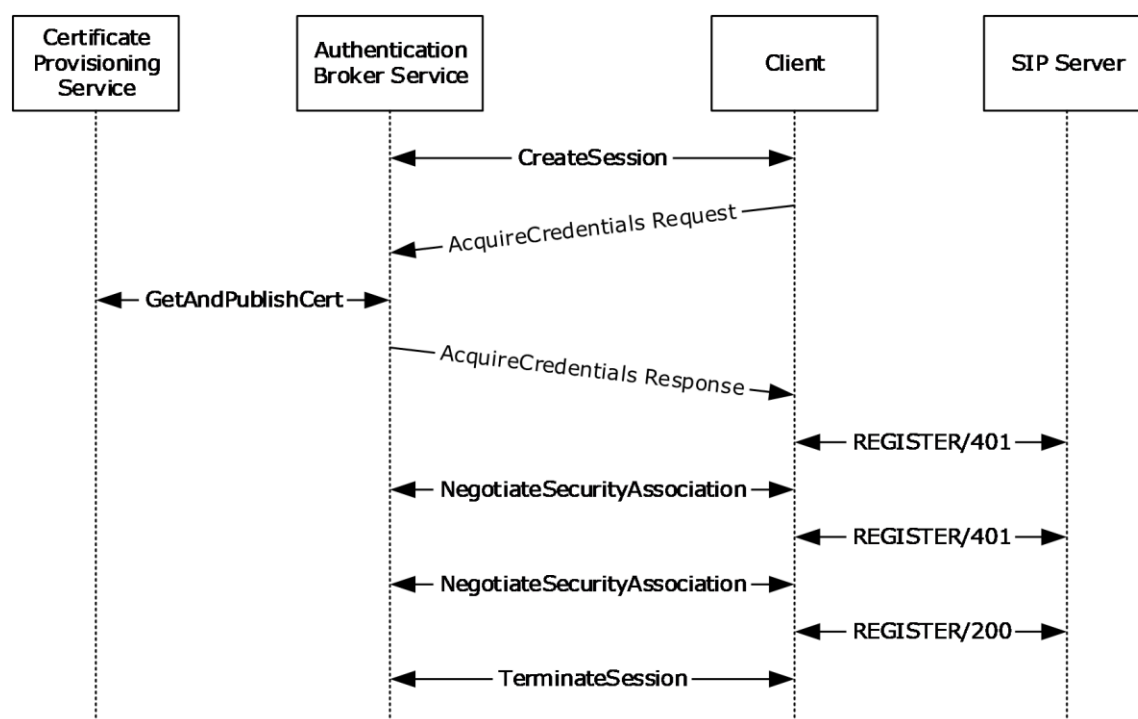 Certificate
Provisioning
Service
Authentication
Broker Service
Client
SIP Server
CreateSession
AcquireCredentials Request
GetAndPublishCert
AcquireCredentials Response
REGISTER/401
NegotiateSecurityAssociation
REGISTER/401
NegotiateSecurityAssociation
REGISTER/200
TerminateSession